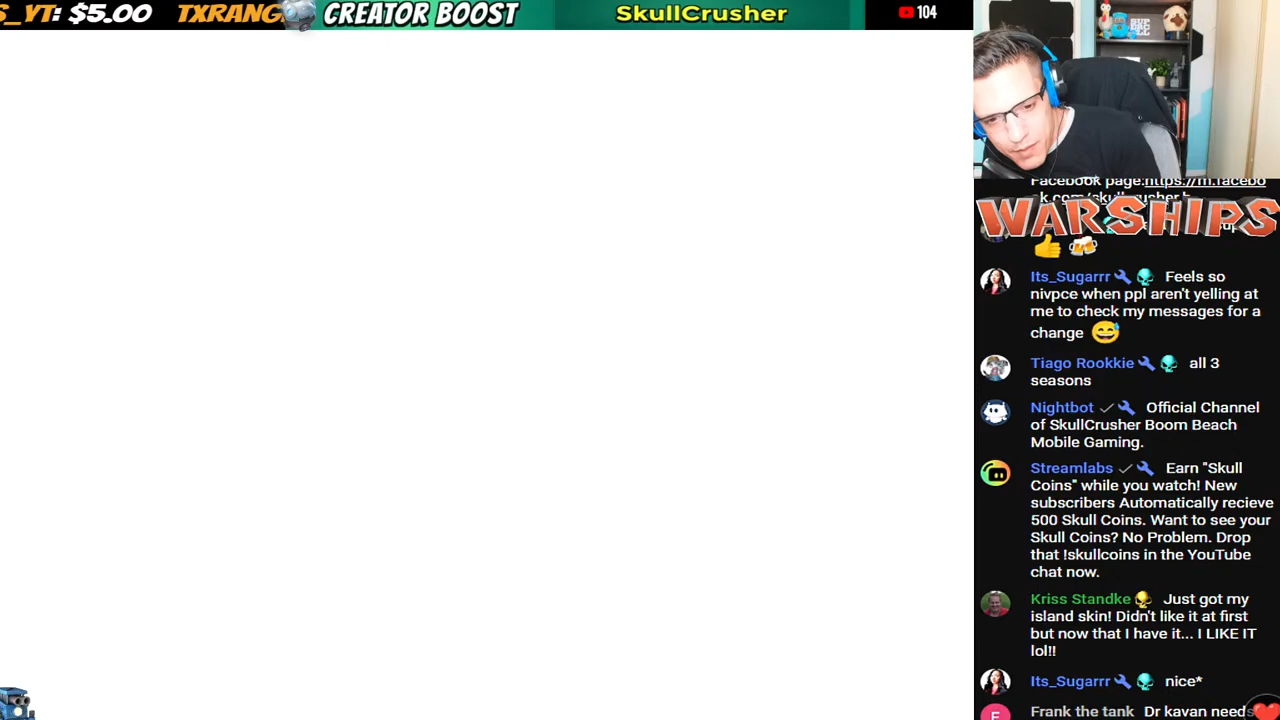 S_YT: $5.00 TXRANG CREATOR BOOST SkullCrusher 104
SUPERCELL
Facebook page:https://m.facebo
WARSHIPS
Its_Sugarrr Feels so
nivpce when ppl aren't yelling at
me to check my messages for a
change
Tiago Rookkie all 3
seasons
Nightbot Official Channel
of SkullCrusher Boom Beach
Mobile Gaming.
Streamlabs Earn "Skull
Coins" while you watch! New
subscribers Automatically recieve
500 Skull Coins. Want to see your
Skull Coins? No Problem. Drop
that !skullcoins in the YouTube
chat now.
Kriss Standke Just got my
island skin! Didn't like it at first
but now that I have it... I LIKE IT
lol!!
Its_Sugarrr nice*
F Frank the tank Dr kavan needs